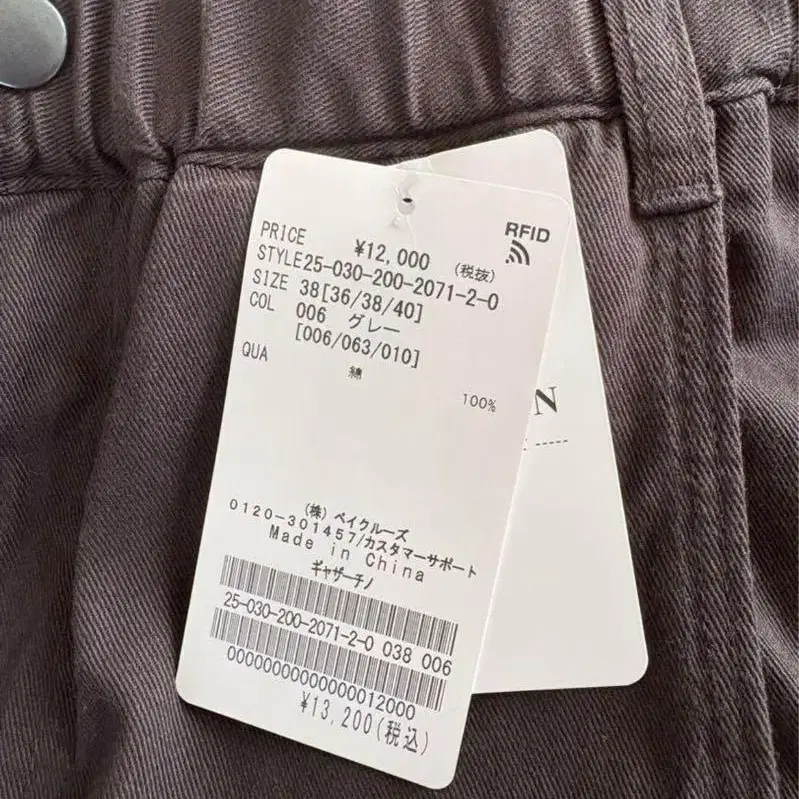 RFID
PRICE ¥12,000 (税抜)
STYLE25-030-200-2071-2-0
SIZE 38[36/38/40]
COL 006 グレー
[006/063/010]
QUA 綿
100%
N
(株) ベイクルーズ
0120-301457/カスタマーサポート
Made in China
ギャザーチノ
25-030-200-2071-2-0 038 006
0000000000000012000
¥13,200(税込)